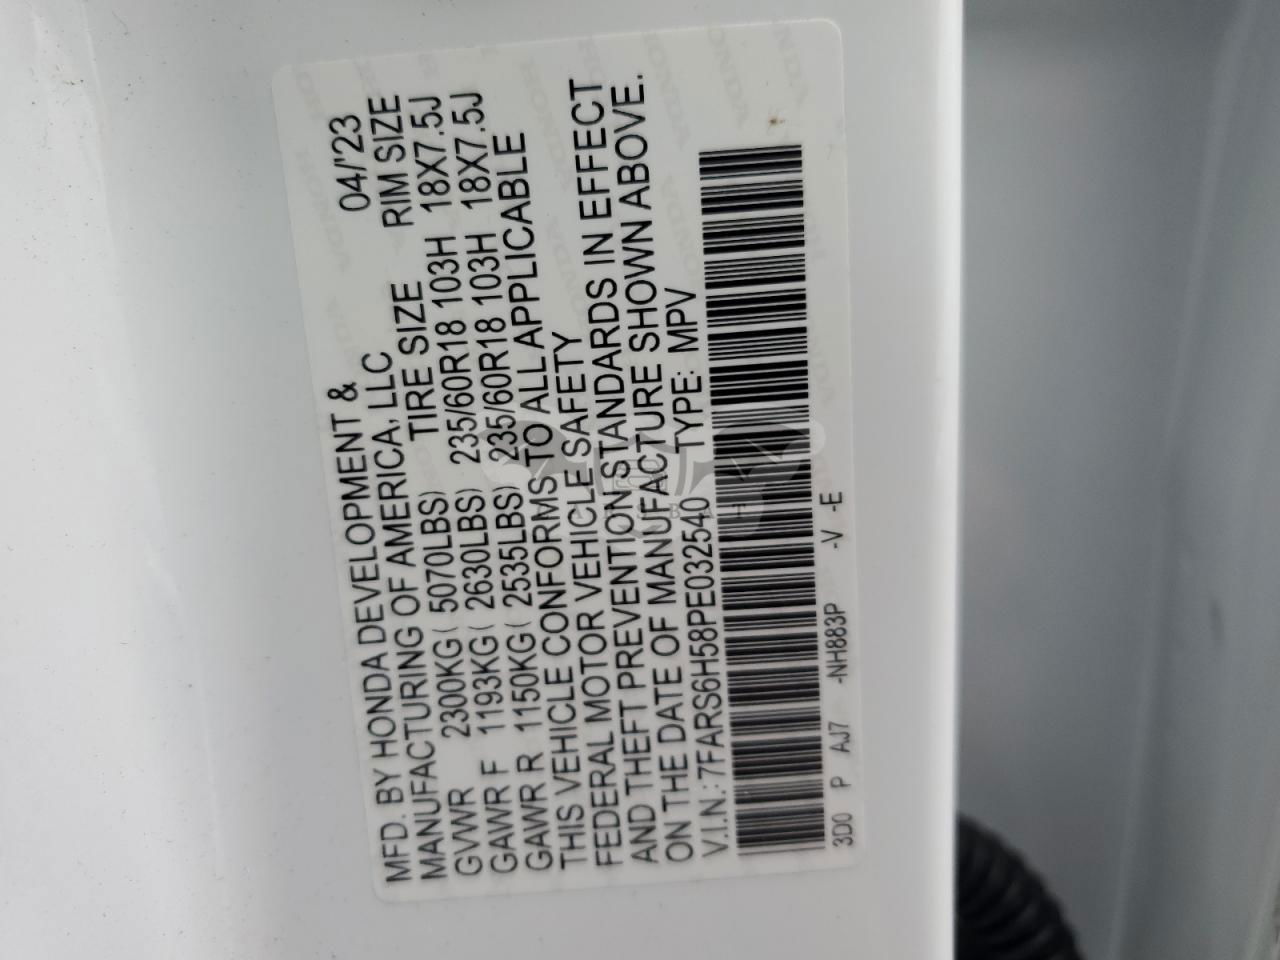 MFD. BY HONDA DEVELOPMENT & 04/'23
MANUFACTURING OF AMERICA, LLC RIM SIZE
GVWR 2300KG ( 5070LBS) TIRE SIZE
GAWR F 1193KG ( 2630LBS) 235/60R18 103H 18X7.5J
GAWR R 1150KG ( 2535LBS) 235/60R18 103H 18X7.5J
THIS VEHICLE CONFORMS TO ALL APPLICABLE
FEDERAL MOTOR VEHICLE SAFETY
AND THEFT PREVENTION STANDARDS IN EFFECT
ON THE DATE OF MANUFACTURE SHOWN ABOVE.
V.I.N.: 7FARS6H58PE032540 TYPE: MPV
3D0 P AJ7 -NH883P -V -E